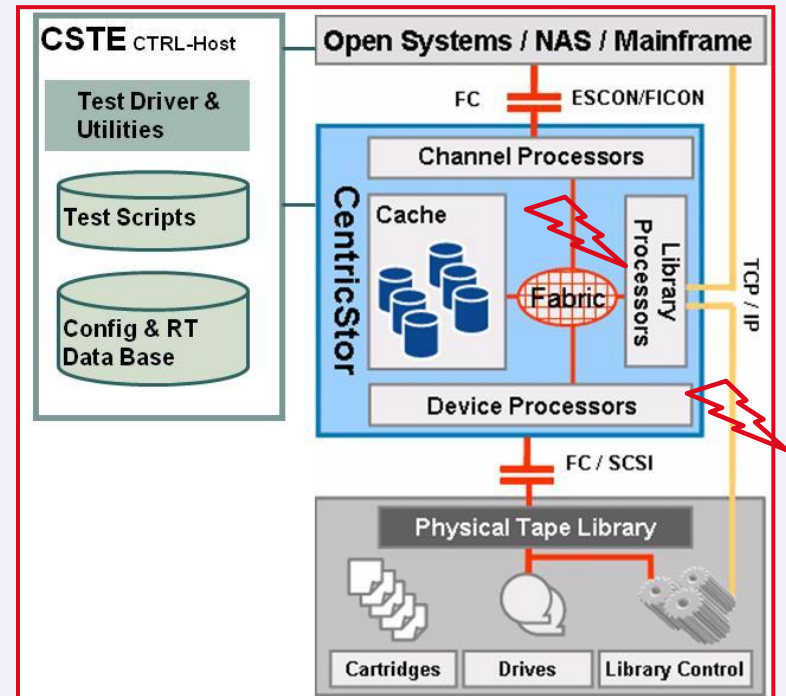 CSTE CTRL-Host
Test Driver &
Utilities
Test Scripts
Config & RT
Data Base
Open Systems / NAS / Mainframe
FC
ESCON/FICON
Channel Processors
CentricStor
Cache
Fabric
Library
Processors
TCP / IP
Device Processors
FC / SCSI
Physical Tape Library
Cartridges
Drives
Library Control